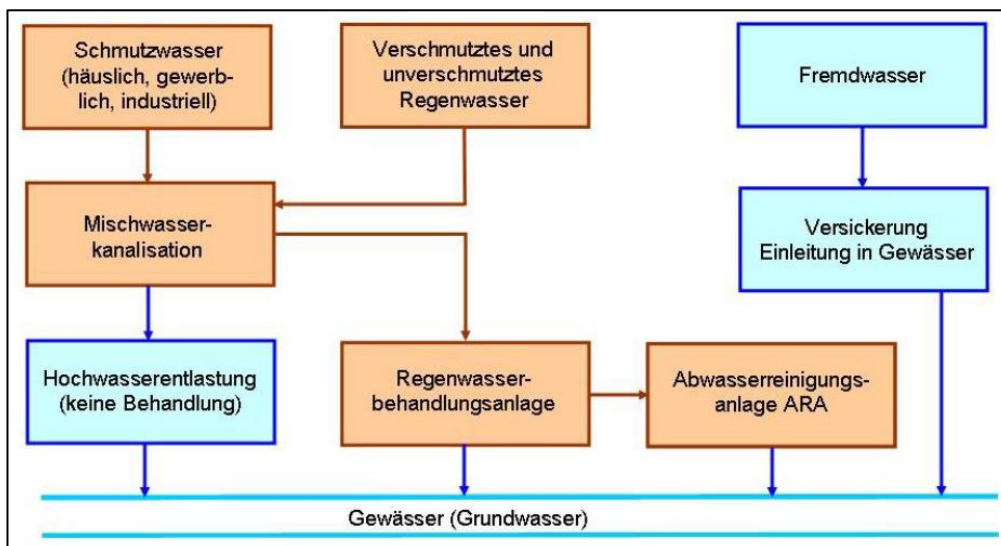 Schmutzwasser
(häuslich, gewerb-
lich, industriell)
Verschmutztes und
unverschmutztes
Regenwasser
Fremdwasser
Mischwasser-
kanalisation
Versickerung
Einleitung in Gewässer
Hochwasserentlastung
(keine Behandlung)
Regenwasser-
behandlungsanlage
Abwasserreinigungs-
anlage ARA
Gewässer (Grundwasser)